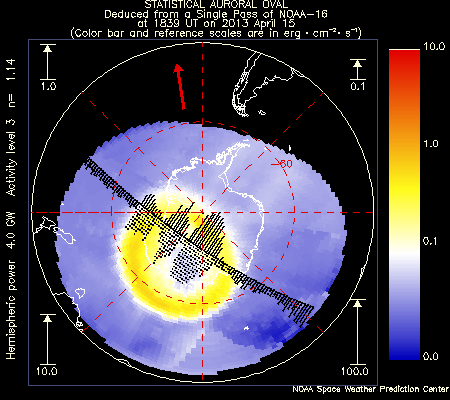 STATISTICAL AURORAL OVAL
Deduced from a Single Pass of NOAA-16
at 1839 UT on 2013 April 15
(Color bar and reference scales are in erg · cm⁻² · s⁻¹)
1.0
0.1
10.0
1.0
0.1
0.0
-60
Hemispheric power 4.0 GW Activity level 3 n= 1.14
10.0
100.0
NOAA Space Weather Prediction Center